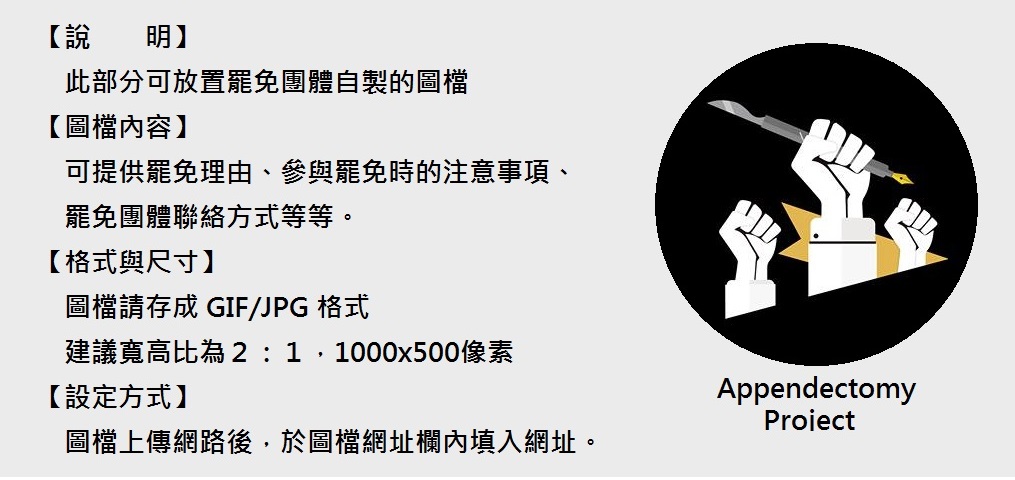 【說　　明】
此部分可放置罷免團體自製的圖檔
【圖檔內容】
可提供罷免理由、參與罷免時的注意事項、
罷免團體聯絡方式等等。
【格式與尺寸】
圖檔請存成 GIF/JPG 格式
建議寬高比為２：１，1000x500像素
【設定方式】
圖檔上傳網路後，於圖檔網址欄內填入網址。
Appendectomy
Proiect